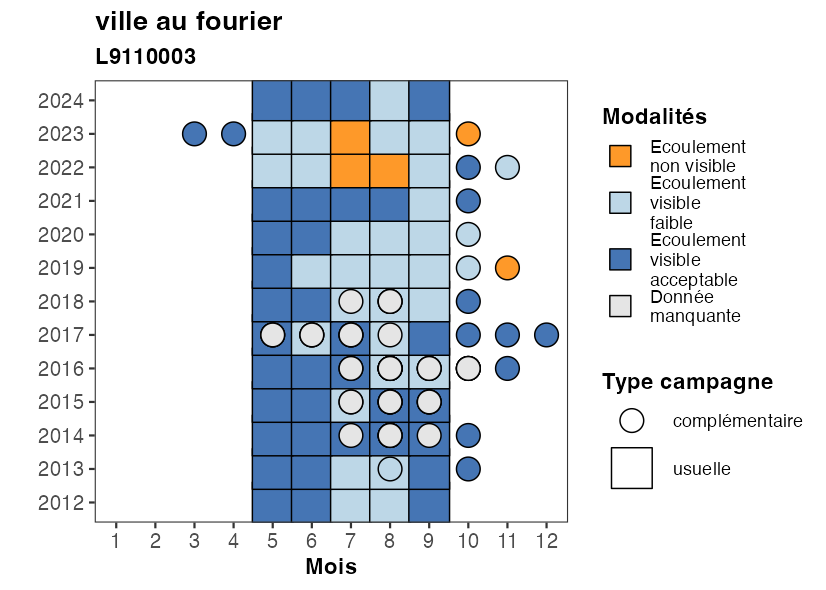 ville au fourier
L9110003
2024
2023
2022
2021
2020
2019
2018
2017
2016
2015
2014
2013
2012
1 2 3 4 5 6 7 8 9 10 11 12
Mois
Modalités
Ecoulement
non visible
Ecoulement
visible
faible
Ecoulement
visible
acceptable
Donnée
manquante
Type campagne
complémentaire
usuelle